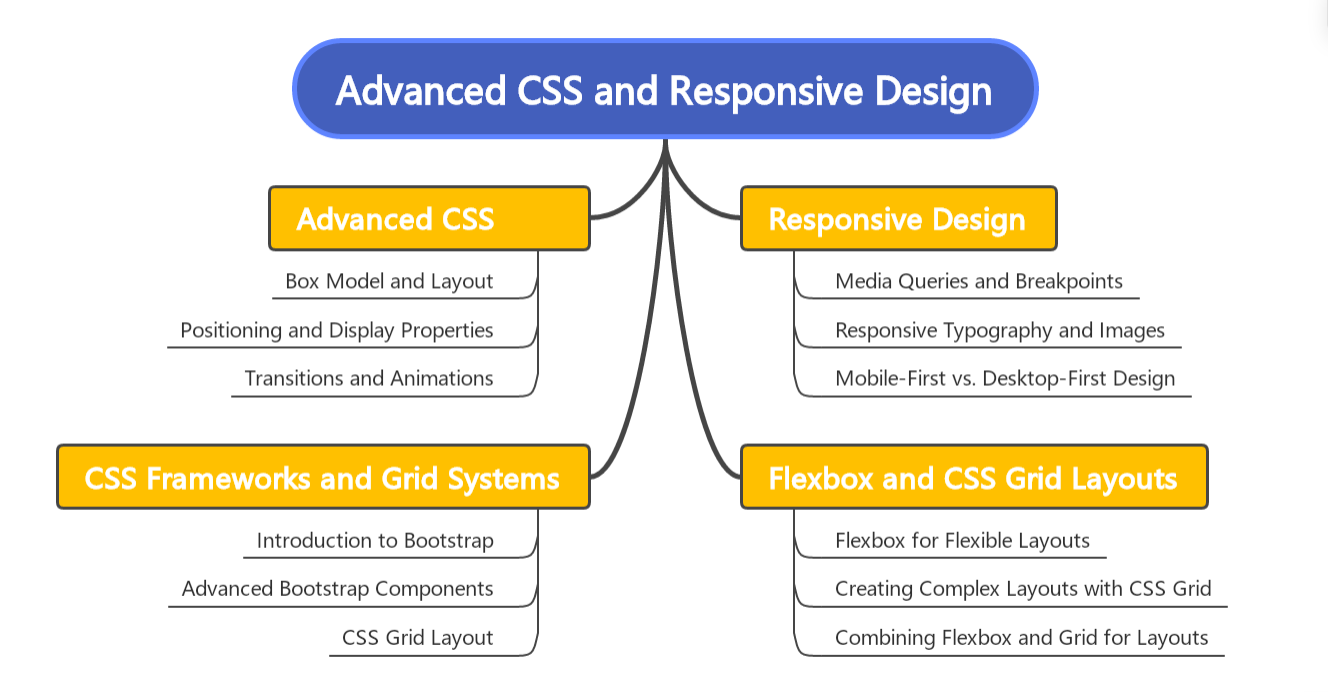 Advanced CSS and Responsive Design
Advanced CSS
Box Model and Layout
Positioning and Display Properties
Transitions and Animations
Responsive Design
Media Queries and Breakpoints
Responsive Typography and Images
Mobile-First vs. Desktop-First Design
CSS Frameworks and Grid Systems
Introduction to Bootstrap
Advanced Bootstrap Components
CSS Grid Layout
Flexbox and CSS Grid Layouts
Flexbox for Flexible Layouts
Creating Complex Layouts with CSS Grid
Combining Flexbox and Grid for Layouts